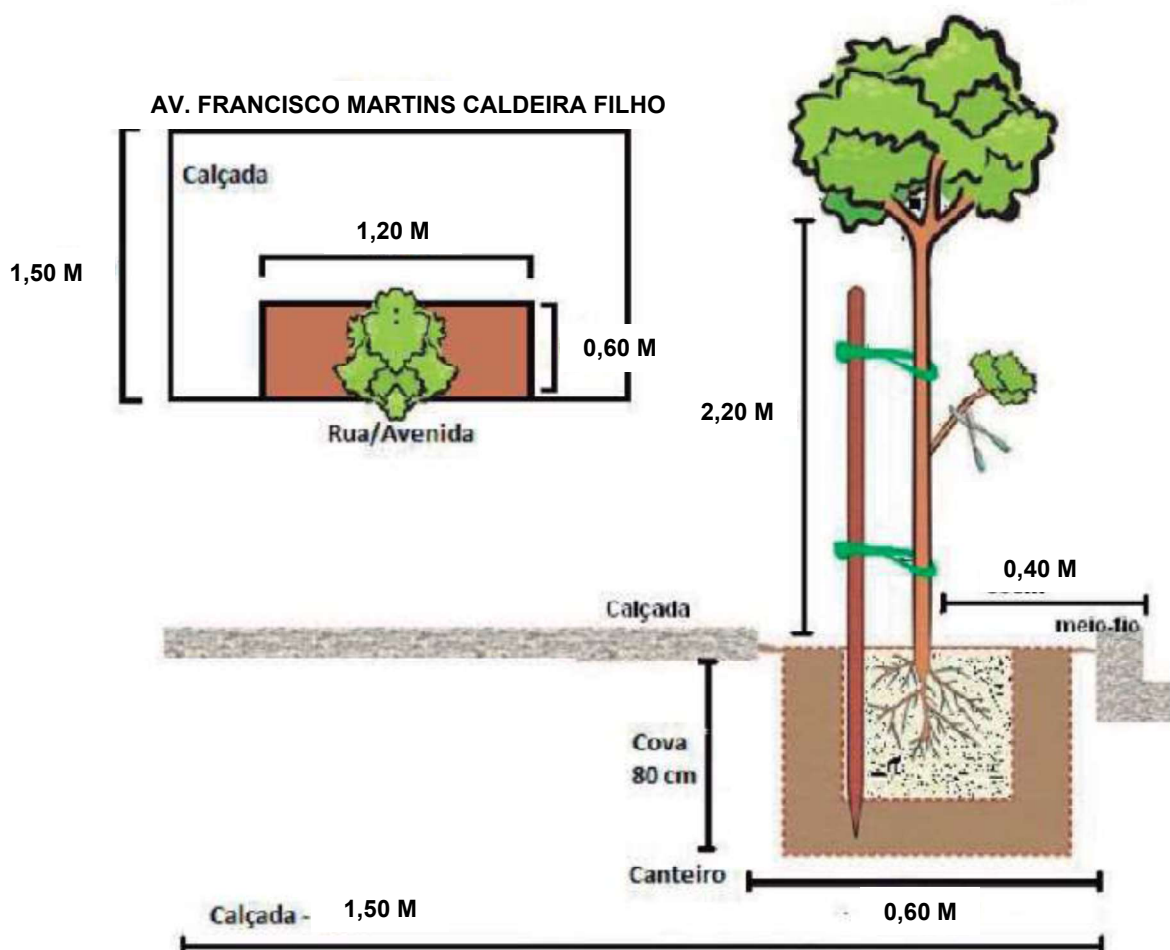 AV. FRANCISCO MARTINS CALDEIRA FILHO
Calçada
1,20 M
1,50 M
0,60 M
Rua/Avenida
2,20 M
0,40 M
Calçada
meio-fio
Cova
80 cm
Canteiro
Calçada - 1,50 M
0,60 M